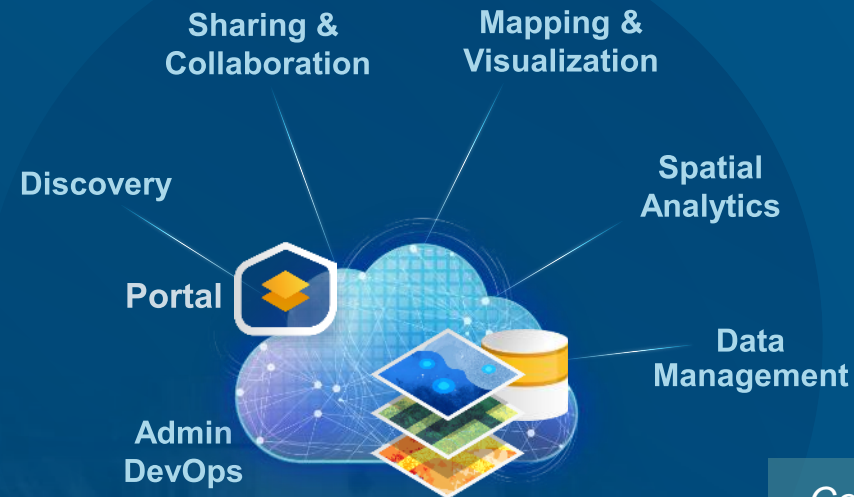 Sharing &
Collaboration
Mapping &
Visualization
Discovery
Spatial
Analytics
Portal
Data
Management
Admin
DevOps